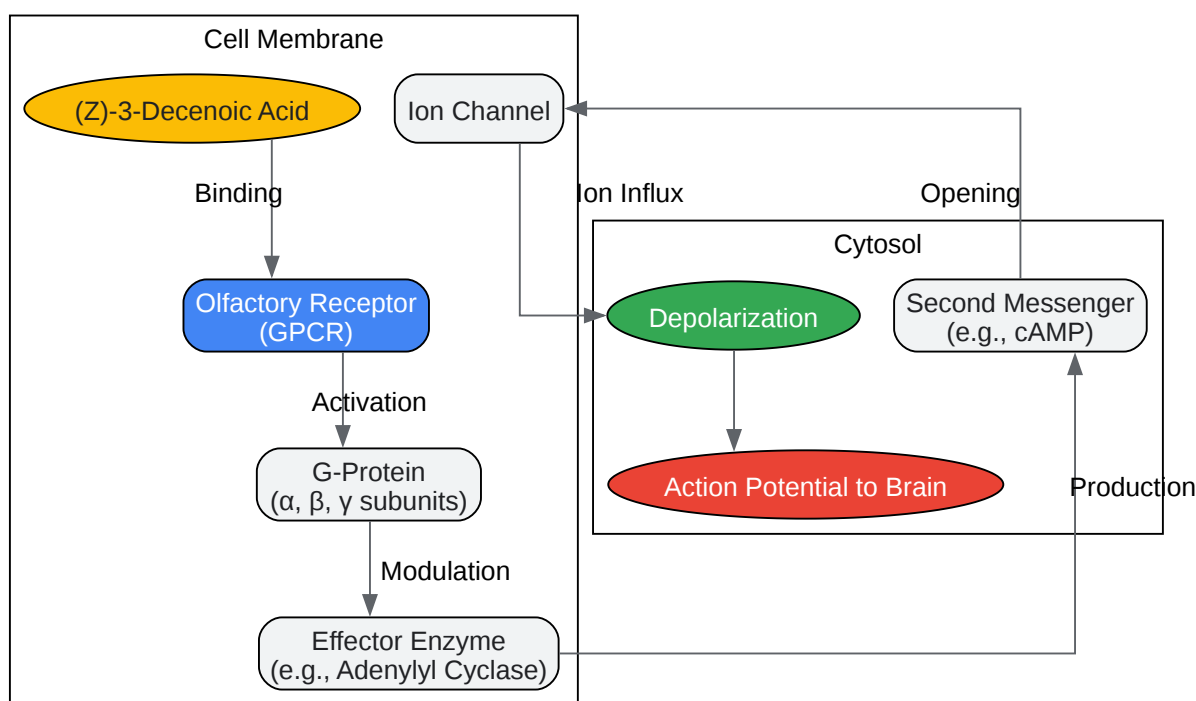 Cell Membrane
(Z)-3-Decenoic Acid
Ion Channel
Binding
Ion Influx
Opening
Cytosol
Olfactory Receptor
(GPCR)
Depolarization
Second Messenger
(e.g., cAMP)
Activation
G-Protein
(α, β, γ subunits)
Action Potential to Brain
Production
Modulation
Effector Enzyme
(e.g., Adenylyl Cyclase)